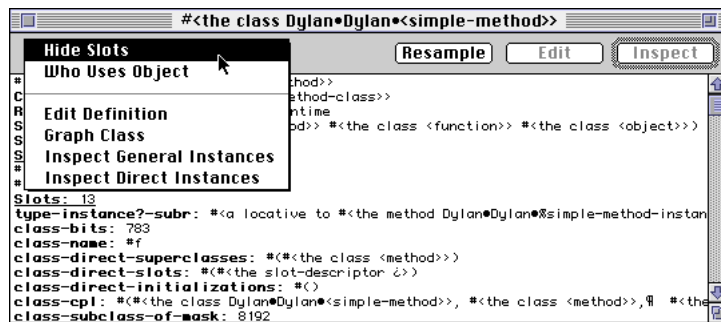 #<the class Dylan•Dylan•<simple-method>>
Hide Slots
Who Uses Object
Edit Definition
Graph Class
Inspect General Instances
Inspect Direct Instances
Resample
Edit
Inspect
#
C
R
S
S
S
#
#
thod>>
ethod-class>>
ntime
od>> #<the class <function>> #<the class <object>>)
Slots: 13
type-instance?-subr: #<a locative to #<the method Dylan•Dylan•%simple-method-instan
class-bits: 783
class-name: #f
class-direct-superclasses: #(#<the class <method>>)
class-direct-slots: #(#<the slot-descriptor ¿>)
class-direct-initializations: #()
class-cpl: #(#<the class Dylan•Dylan•<simple-method>>, #<the class <method>>,¶ #<the
class-subclass-of-mask: 8192